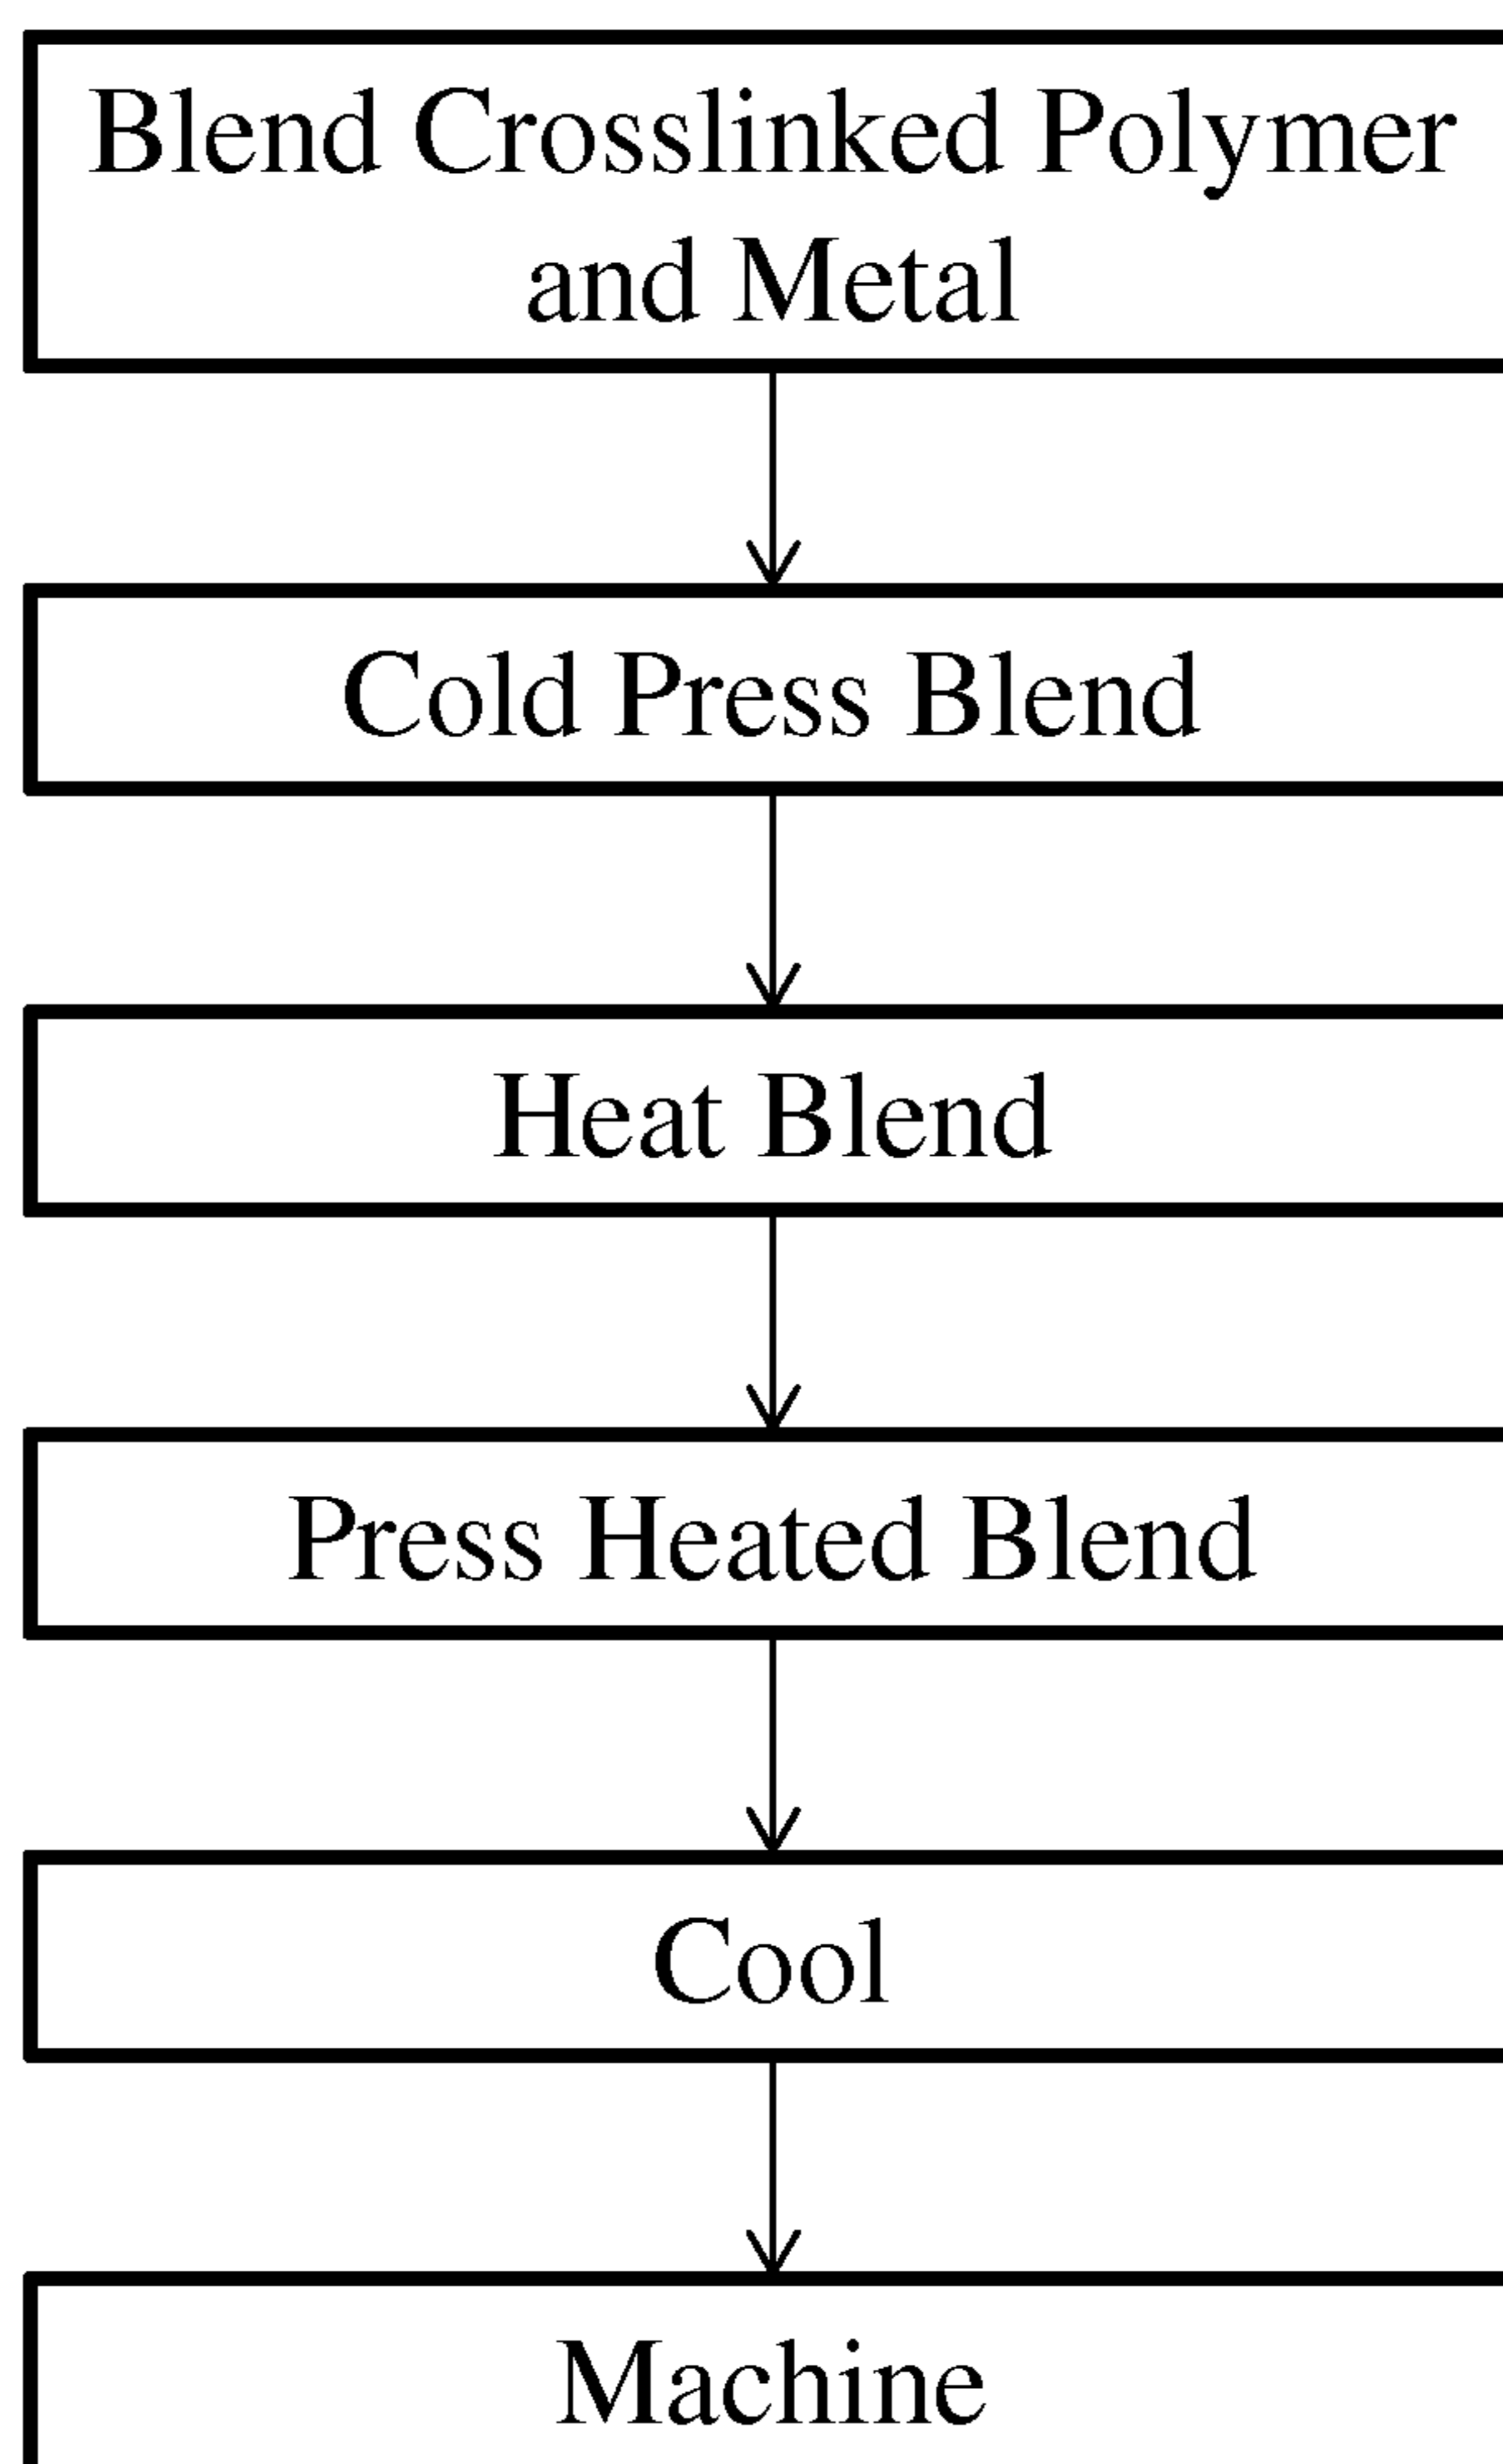 Blend Crosslinked Polymer
and Metal
Cold Press Blend
Heat Blend
Press Heated Blend
Cool
Machine